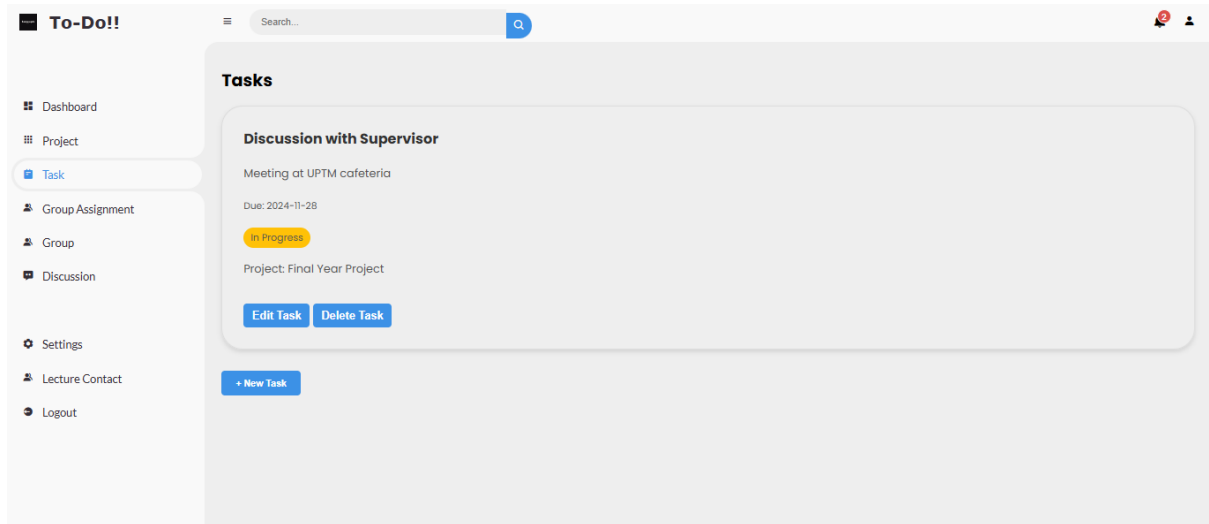 To-Do!!
Search...
2
Dashboard
Project
Task
Group Assignment
Group
Discussion
Settings
Lecture Contact
Logout
Tasks
Discussion with Supervisor
Meeting at UPTM cafeteria
Due: 2024-11-28
In Progress
Project: Final Year Project
Edit Task Delete Task
+ New Task